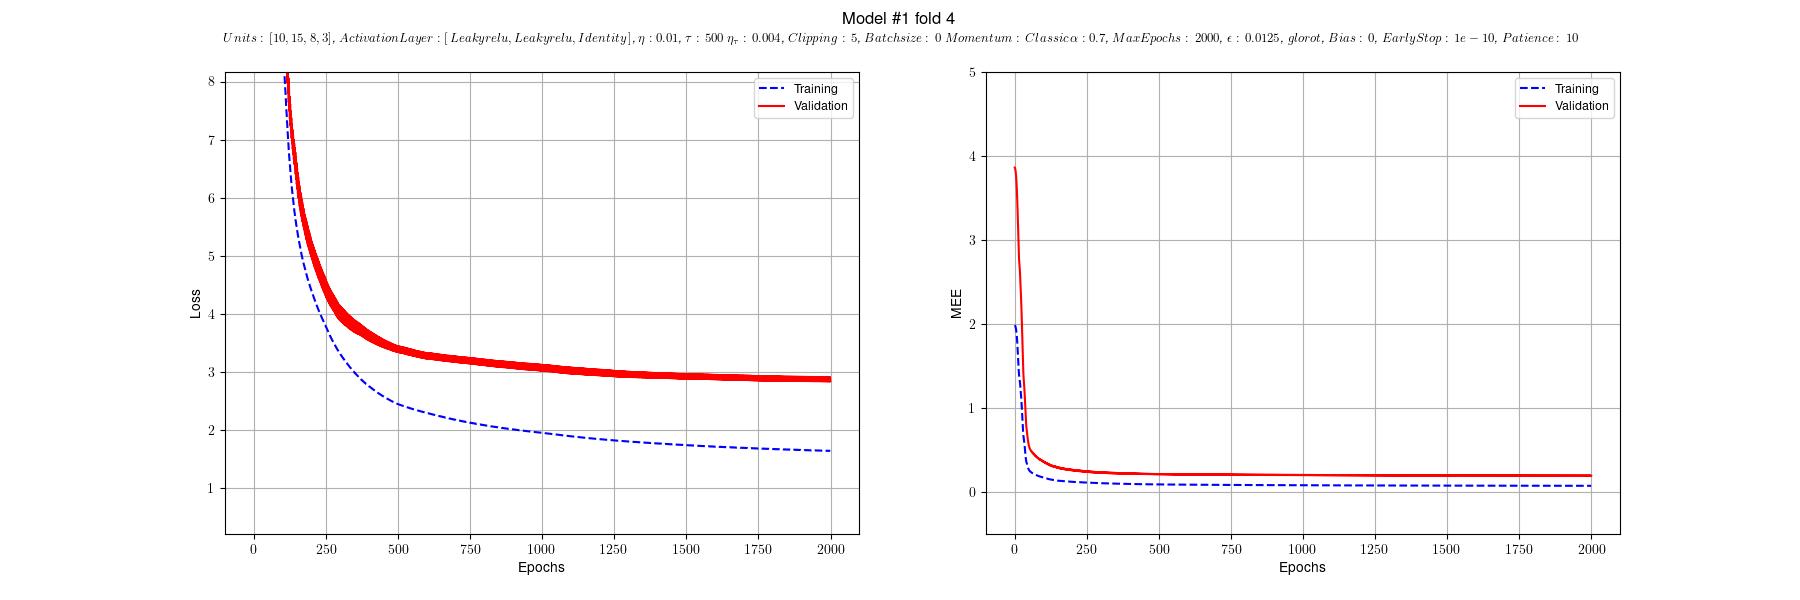 Model #1 fold 4
Units : [10, 15, 8, 3], ActivationLayer : [ Leakyrelu, Leakyrelu, Identity], η : 0.01, τ : 500 η_τ : 0.004, Clipping : 5, Batchsize : 0 Momentum : Classicα : 0.7, MaxEpochs : 2000, ϵ : 0.0125, glorot, Bias : 0, EarlyStop : 1e − 10, Patience : 10
Training
Validation
8
7
6
5
4
3
2
1
Loss
0 250 500 750 1000 1250 1500 1750 2000
Epochs
Training
Validation
5
4
3
2
1
0
MEE
0 250 500 750 1000 1250 1500 1750 2000
Epochs